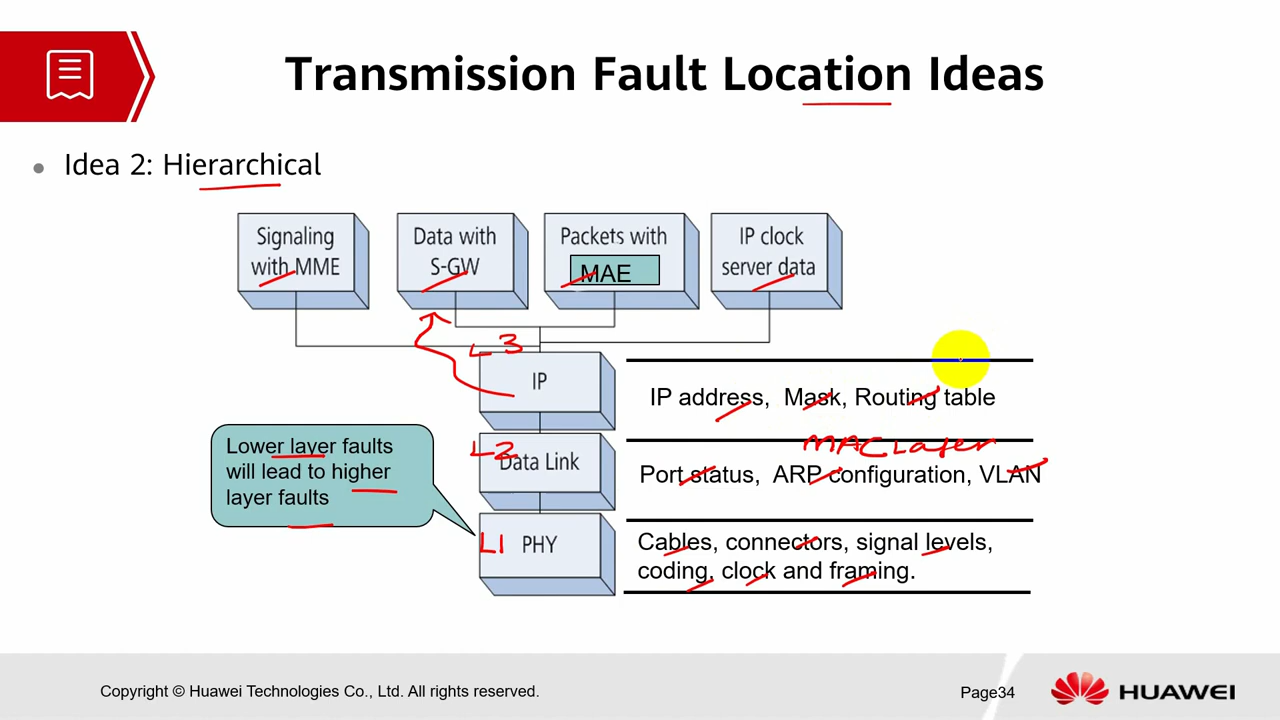 Transmission Fault Location Ideas
• Idea 2: Hierarchical
Signaling
with MME
Data with
S-GW
Packets with
MAE
IP clock
server data
L3
IP
IP address, Mask, Routing table
MAC Layer
L2
Data Link
Port status, ARP configuration, VLAN
Lower layer faults
will lead to higher
layer faults
L1 PHY
Cables, connectors, signal levels,
coding, clock and framing.
Copyright © Huawei Technologies Co., Ltd. All rights reserved.
Page34
HUAWEI